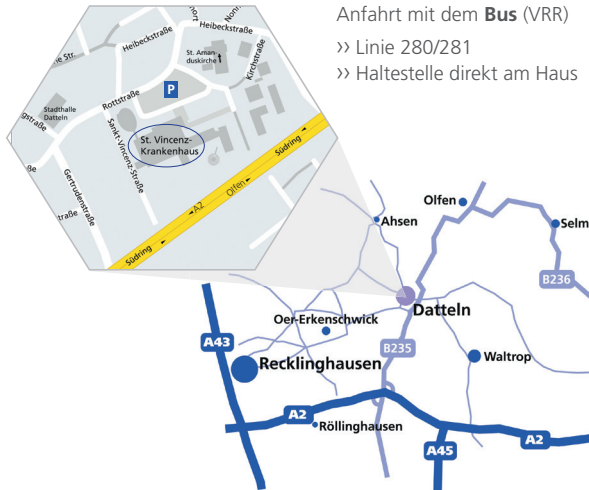 Anfahrt mit dem Bus (VRR)
›› Linie 280/281
›› Haltestelle direkt am Haus
Heibeckstraße
Heibeckstraße
St. Aman-
duskirche
Kirchstraße
P
Rottstraße
Stadthalle
Datteln
Sankt-Vincenz-Straße
St. Vincenz-
Krankenhaus
Gertrudenstraße
Südring
Olfen
A2
Südring
Olfen
Selm
Ahsen
B236
Datteln
Oer-Erkenschwick
A43
B235
Waltrop
Recklinghausen
A2
Röllinghausen
A2
A45